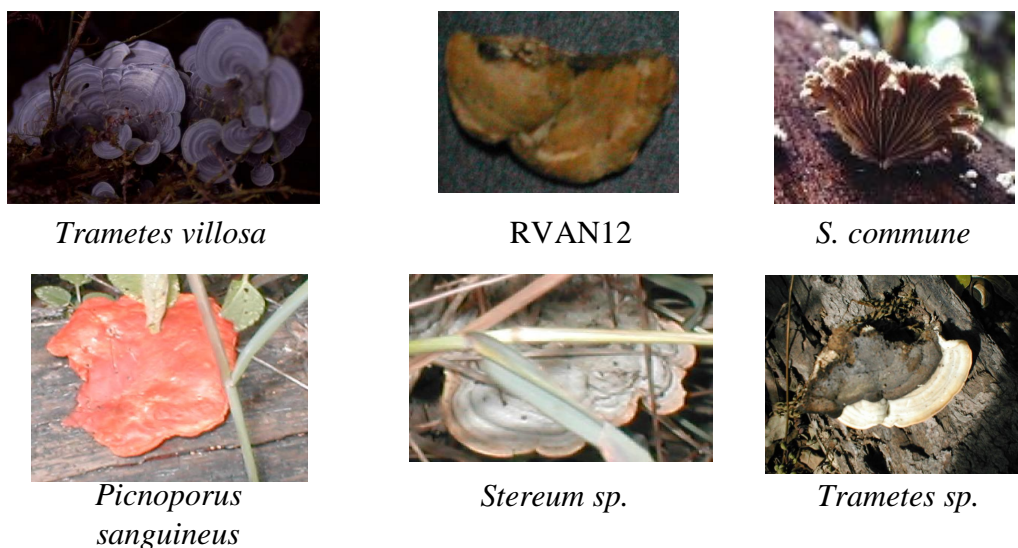 Trametes villosa
RVAN12
S. commune
Picnoporus
sanguineus
Stereum sp.
Trametes sp.